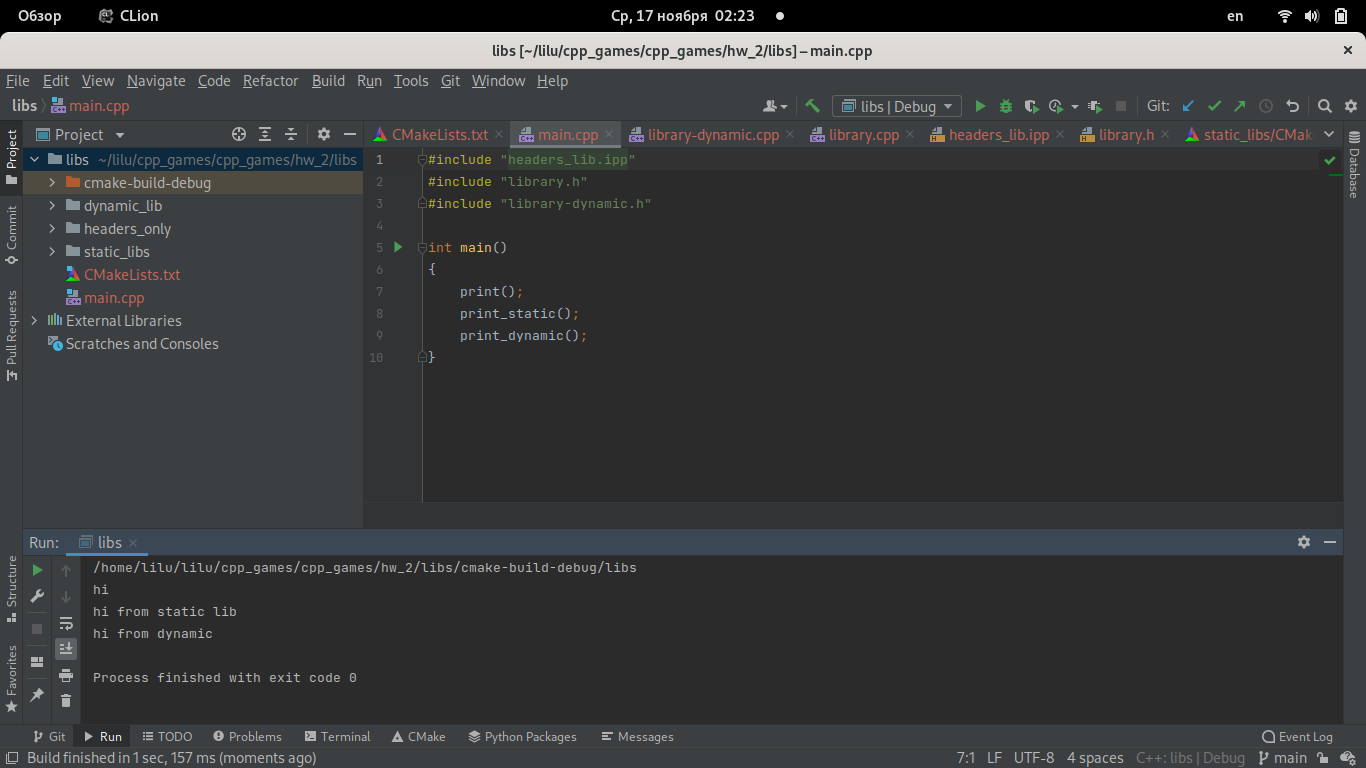 Обзор CLion Ср, 17 ноября 02:23 en
libs [~/lilu/cpp_games/cpp_games/hw_2/libs] – main.cpp
File Edit View Navigate Code Refactor Build Run Tools Git Window Help
libs main.cpp libs | Debug Git:
Project
CMakeLists.txt main.cpp library-dynamic.cpp library.cpp headers_lib.ipp library.h static_libs/CMak
Project
Commit
Pull Requests
libs ~/lilu/cpp_games/cpp_games/hw_2/libs
cmake-build-debug
dynamic_lib
headers_only
static_libs
CMakeLists.txt
main.cpp
External Libraries
Scratches and Consoles
1 #include "headers_lib.ipp"
2 #include "library.h"
3 #include "library-dynamic.h"
4
5 int main()
6 {
7     print();
8     print_static();
9     print_dynamic();
10 }
Database
Run: libs
Structure
Favorites
/home/lilu/lilu/cpp_games/cpp_games/hw_2/libs/cmake-build-debug/libs
hi
hi from static lib
hi from dynamic
Process finished with exit code 0
Git Run TODO Problems Terminal CMake Python Packages Messages Event Log
Build finished in 1 sec, 157 ms (moments ago) 7:1 LF UTF-8 4 spaces C++: libs | Debug main